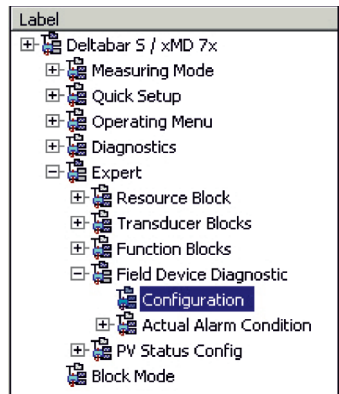 Label
Deltabar S / xMD 7x
Measuring Mode
Quick Setup
Operating Menu
Diagnostics
Expert
Resource Block
Transducer Blocks
Function Blocks
Field Device Diagnostic
Configuration
Actual Alarm Condition
PV Status Config
Block Mode